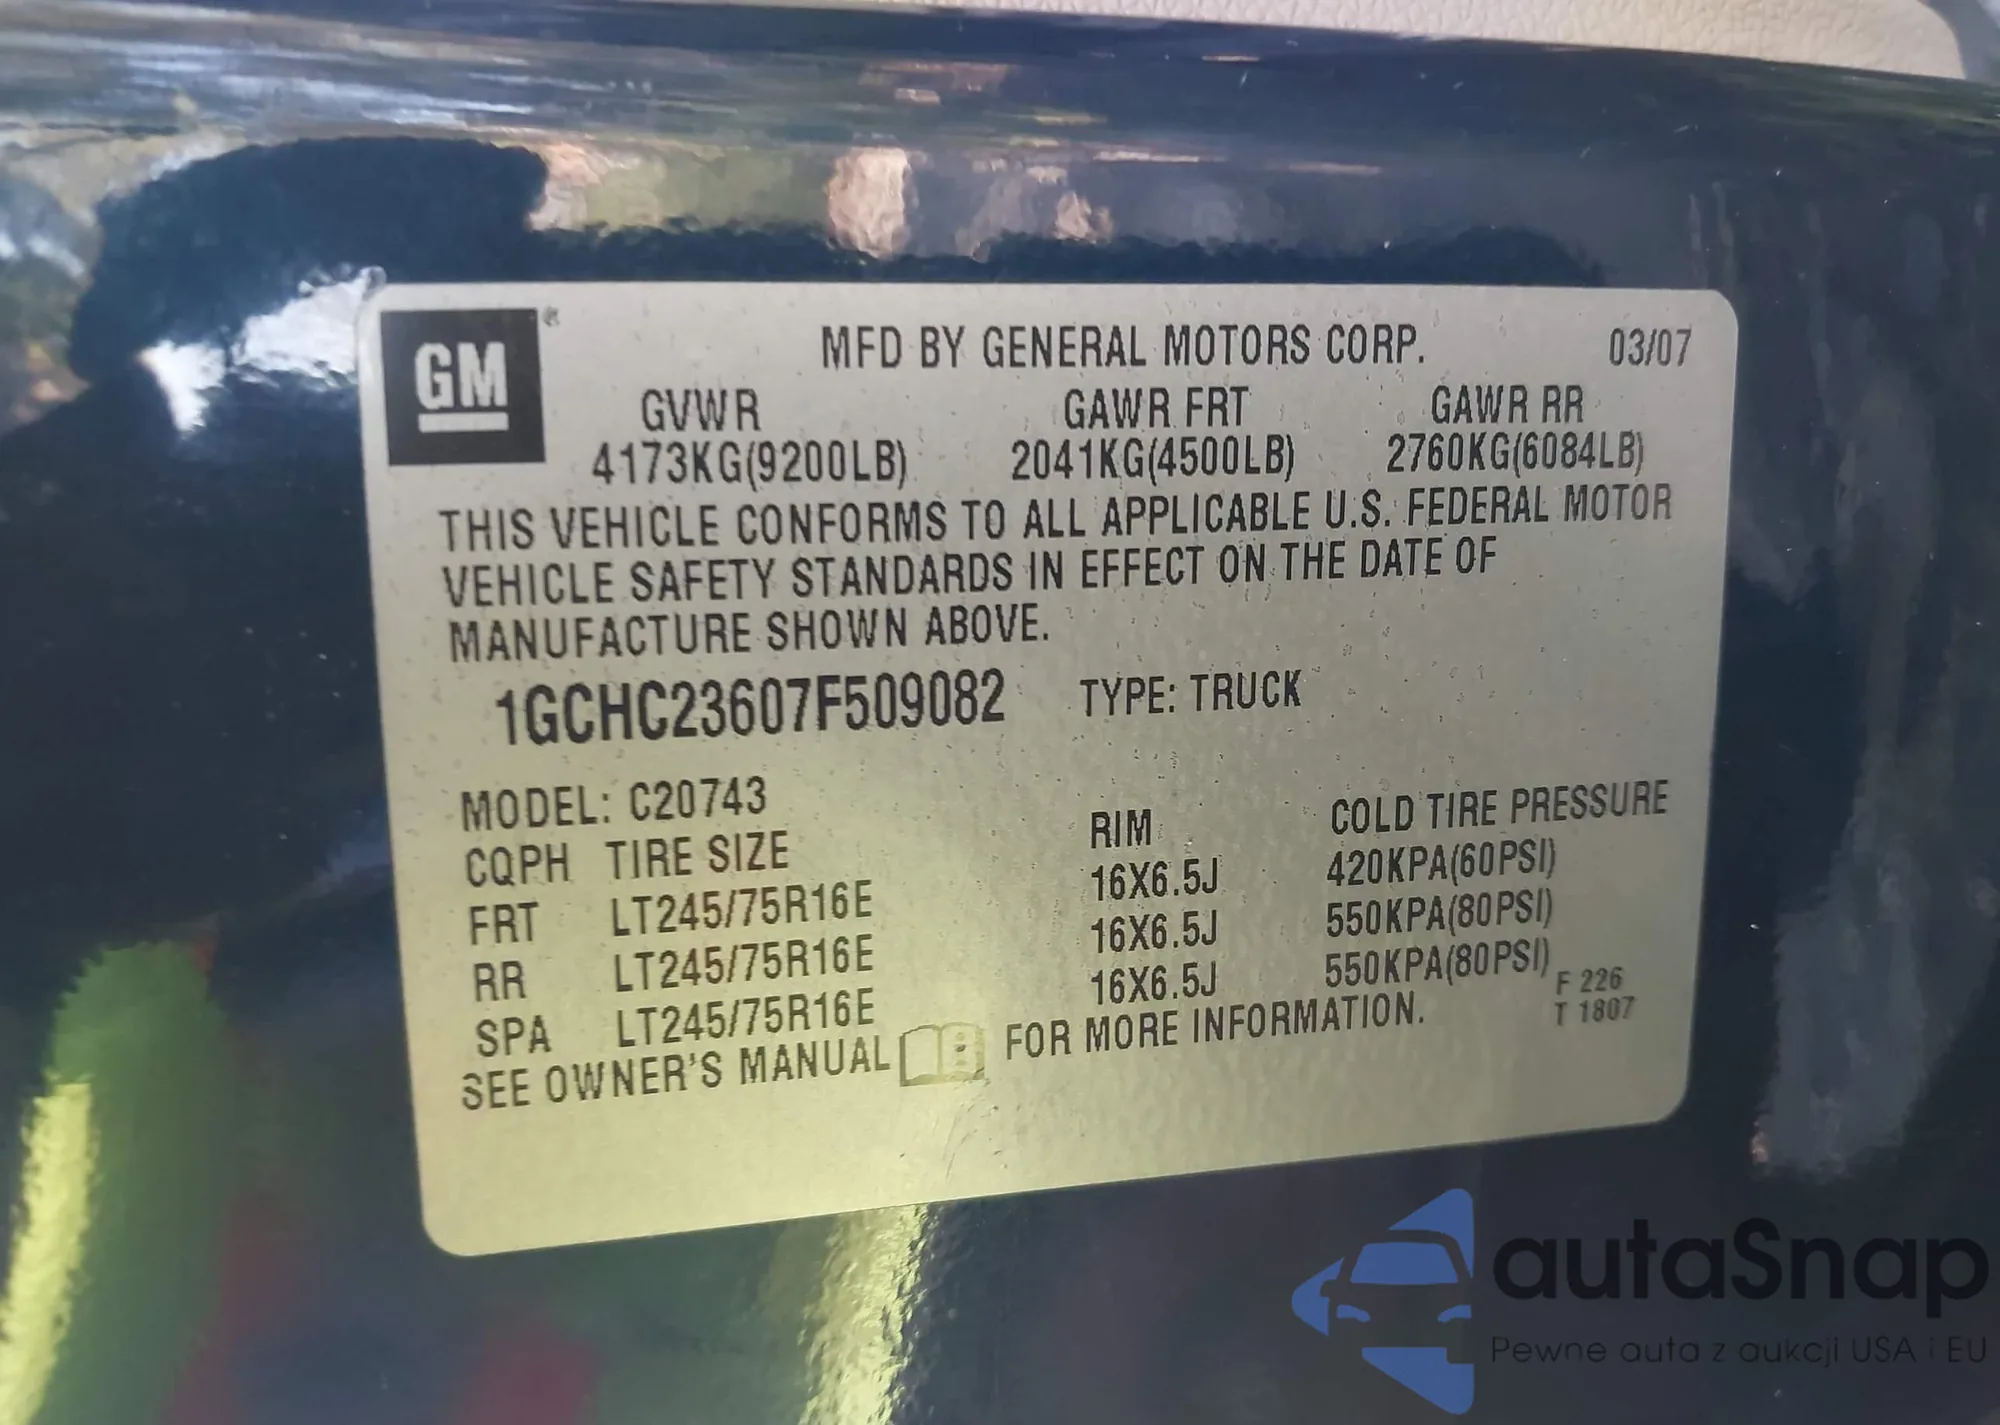 GM ®
MFD BY GENERAL MOTORS CORP. 03/07
GVWR GAWR FRT GAWR RR
4173KG(9200LB) 2041KG(4500LB) 2760KG(6084LB)
THIS VEHICLE CONFORMS TO ALL APPLICABLE U.S. FEDERAL MOTOR
VEHICLE SAFETY STANDARDS IN EFFECT ON THE DATE OF
MANUFACTURE SHOWN ABOVE.
1GCHC23607F509082 TYPE: TRUCK
MODEL: C20743
CQPH TIRE SIZE RIM COLD TIRE PRESSURE
FRT LT245/75R16E 16X6.5J 420KPA(60PSI)
RR LT245/75R16E 16X6.5J 550KPA(80PSI)
SPA LT245/75R16E 16X6.5J 550KPA(80PSI)
SEE OWNER'S MANUAL FOR MORE INFORMATION.
F 226
T 1807
autaSnap
Pewne auta z aukcji USA i EU